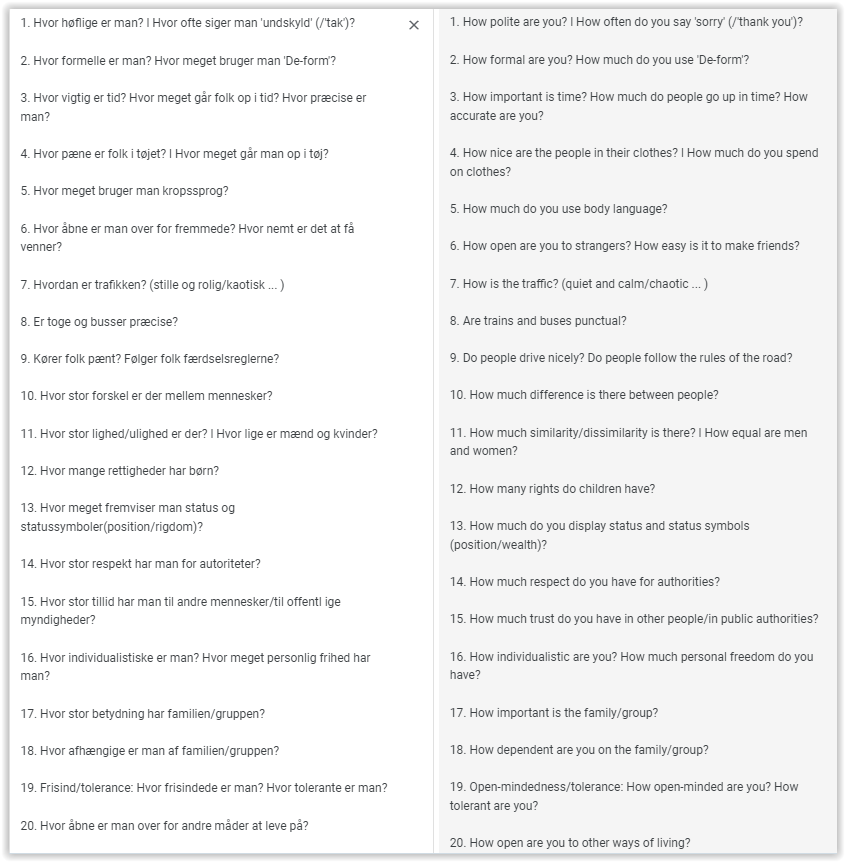 1. Hvor høflige er man? I Hvor ofte siger man 'undskyld' (/'tak')?
2. Hvor formelle er man? Hvor meget bruger man 'De-form'?
3. Hvor vigtig er tid? Hvor meget går folk op i tid? Hvor præcise er
man?
4. Hvor pæne er folk i tøjet? I Hvor meget går man op i tøj?
5. Hvor meget bruger man kropssprog?
6. Hvor åbne er man over for fremmede? Hvor nemt er det at få
venner?
7. Hvordan er trafikken? (stille og rolig/kaotisk ... )
8. Er toge og busser præcise?
9. Kører folk pænt? Følger folk færdselsreglerne?
10. Hvor stor forskel er der mellem mennesker?
11. Hvor stor lighed/ulighed er der? I Hvor lige er mænd og kvinder?
12. Hvor mange rettigheder har børn?
13. Hvor meget fremviser man status og
statussymboler(position/rigdom)?
14. Hvor stor respekt har man for autoriteter?
15. Hvor stor tillid har man til andre mennesker/til offentl ige
myndigheder?
16. Hvor individualistiske er man? Hvor meget personlig frihed har
man?
17. Hvor stor betydning har familien/gruppen?
18. Hvor afhængige er man af familien/gruppen?
19. Frisind/tolerance: Hvor frisindede er man? Hvor tolerante er man?
20. Hvor åbne er man over for andre måder at leve på?
1. How polite are you? I How often do you say 'sorry' (/'thank you')?
2. How formal are you? How much do you use 'De-form'?
3. How important is time? How much do people go up in time? How
accurate are you?
4. How nice are the people in their clothes? I How much do you spend
on clothes?
5. How much do you use body language?
6. How open are you to strangers? How easy is it to make friends?
7. How is the traffic? (quiet and calm/chaotic ... )
8. Are trains and buses punctual?
9. Do people drive nicely? Do people follow the rules of the road?
10. How much difference is there between people?
11. How much similarity/dissimilarity is there? I How equal are men
and women?
12. How many rights do children have?
13. How much do you display status and status symbols
(position/wealth)?
14. How much respect do you have for authorities?
15. How much trust do you have in other people/in public authorities?
16. How individualistic are you? How much personal freedom do you
have?
17. How important is the family/group?
18. How dependent are you on the family/group?
19. Open-mindedness/tolerance: How open-minded are you? How
tolerant are you?
20. How open are you to other ways of living?